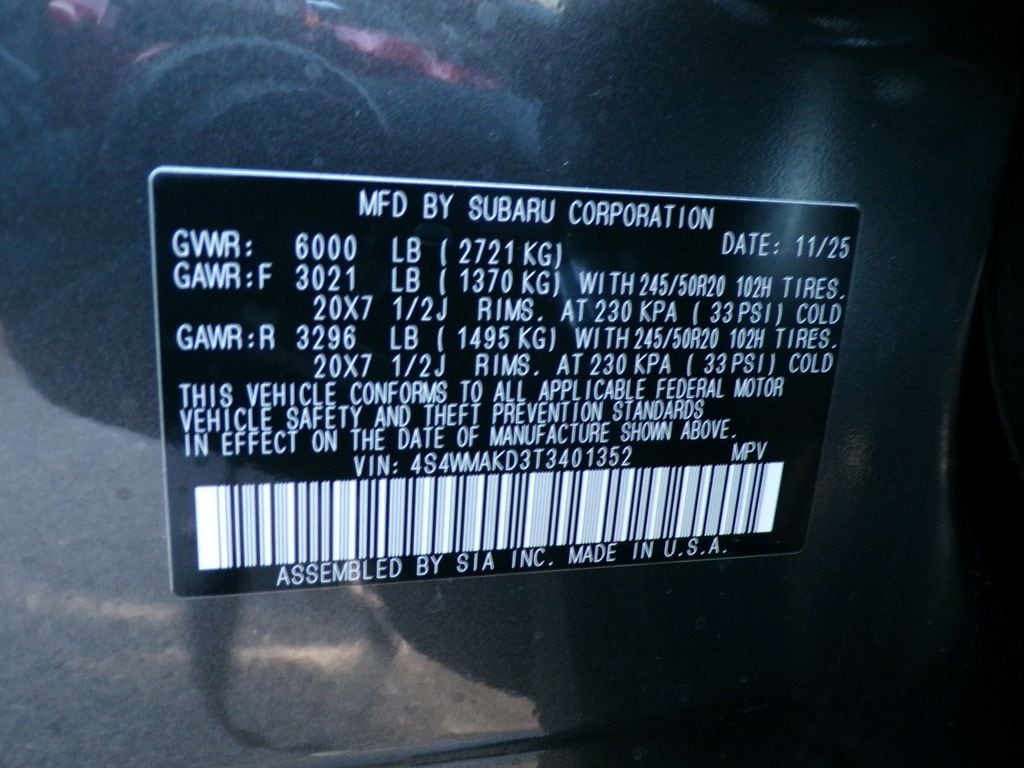 MFD BY SUBARU CORPORATION
GVWR: 6000 LB ( 2721 KG) DATE: 11/25
GAWR:F 3021 LB ( 1370 KG) WITH 245/50R20 102H TIRES.
20X7 1/2J RIMS. AT 230 KPA ( 33 PSI) COLD
GAWR:R 3296 LB ( 1495 KG) WITH 245/50R20 102H TIRES.
20X7 1/2J RIMS. AT 230 KPA ( 33 PSI) COLD
THIS VEHICLE CONFORMS TO ALL APPLICABLE FEDERAL MOTOR
VEHICLE SAFETY AND THEFT PREVENTION STANDARDS
IN EFFECT ON THE DATE OF MANUFACTURE SHOWN ABOVE.
VIN: 4S4WMAKD3T3401352 MPV
ASSEMBLED BY SIA INC. MADE IN U.S.A.